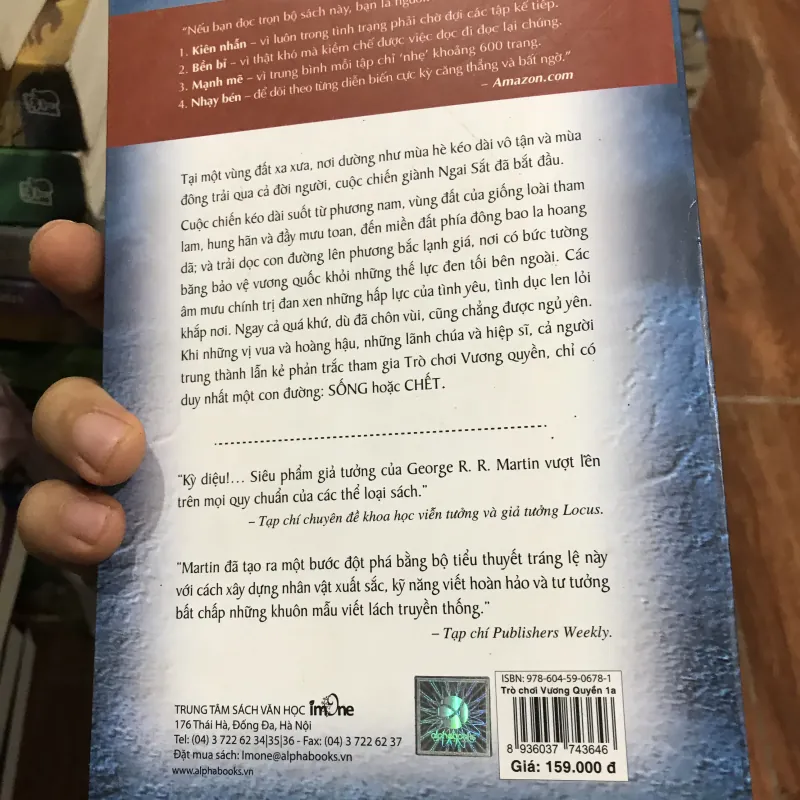 "Nếu bạn đọc trọn bộ sách này, bạn là người
1. Kiên nhẫn – vì luôn trong tình trạng phải chờ đợi các tập kế tiếp.
2. Bền bỉ – vì thật khó mà kiềm chế được việc đọc đi đọc lại chúng.
3. Mạnh mẽ – vì trung bình mỗi tập chỉ 'nhẹ' khoảng 600 trang.
4. Nhạy bén – để dõi theo từng diễn biến cực kỳ căng thẳng và bất ngờ."
– Amazon.com
Tại một vùng đất xa xưa, nơi dường như mùa hè kéo dài vô tận và mùa
đông trải qua cả đời người, cuộc chiến giành Ngai Sắt đã bắt đầu.
Cuộc chiến kéo dài suốt từ phương nam, vùng đất của giống loài tham
lam, hung hãn và đầy mưu toan, đến miền đất phía đông bao la hoang
dã; và trải dọc con đường lên phương bắc lạnh giá, nơi có bức tường
băng bảo vệ vương quốc khỏi những thế lực đen tối bên ngoài. Các
âm mưu chính trị đan xen những hấp lực của tình yêu, tình dục len lỏi
khắp nơi. Ngay cả quá khứ, dù đã chôn vùi, cũng chẳng được ngủ yên.
Khi những vị vua và hoàng hậu, những lãnh chúa và hiệp sĩ, cả người
trung thành lẫn kẻ phản trắc tham gia Trò chơi Vương quyền, chỉ có
duy nhất một con đường: SỐNG hoặc CHẾT.
"Kỳ diệu!... Siêu phẩm giả tưởng của George R. R. Martin vượt lên
trên mọi quy chuẩn của các thể loại sách."
– Tạp chí chuyên đề khoa học viễn tưởng và giả tưởng Locus.
"Martin đã tạo ra một bước đột phá bằng bộ tiểu thuyết tráng lệ này
với cách xây dựng nhân vật xuất sắc, kỹ năng viết hoàn hảo và tư tưởng
bất chấp những khuôn mẫu viết lách truyền thống."
– Tạp chí Publishers Weekly.
TRUNG TÂM SÁCH VĂN HỌC imOne
176 Thái Hà, Đống Đa, Hà Nội
Tel: (04) 3 722 62 34|35|36 - Fax: (04) 3 722 62 37
Đặt mua sách: Imone@alphabooks.vn
www.alphabooks.vn
alphabooks
ISBN: 978-604-59-0678-1
Trò chơi Vương Quyền 1a
8 936037 743646
Giá: 159.000 đ